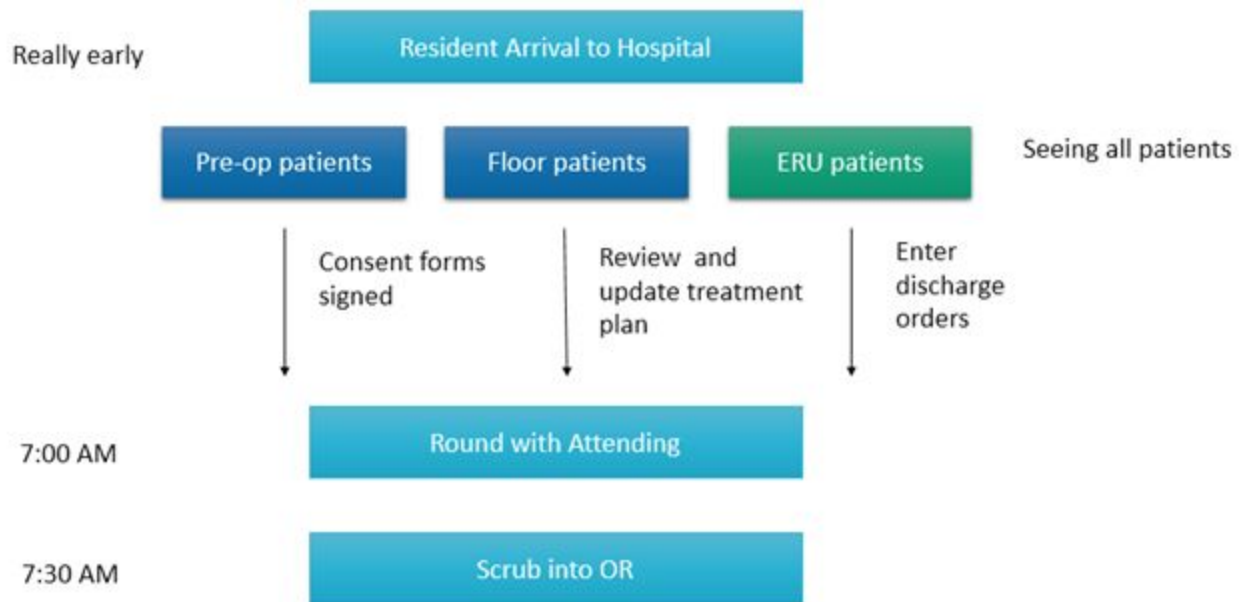 Really early
Resident Arrival to Hospital
Pre-op patients
Floor patients
ERU patients
Seeing all patients
Consent forms
signed
Review and
update treatment
plan
Enter
discharge
orders
7:00 AM
Round with Attending
7:30 AM
Scrub into OR